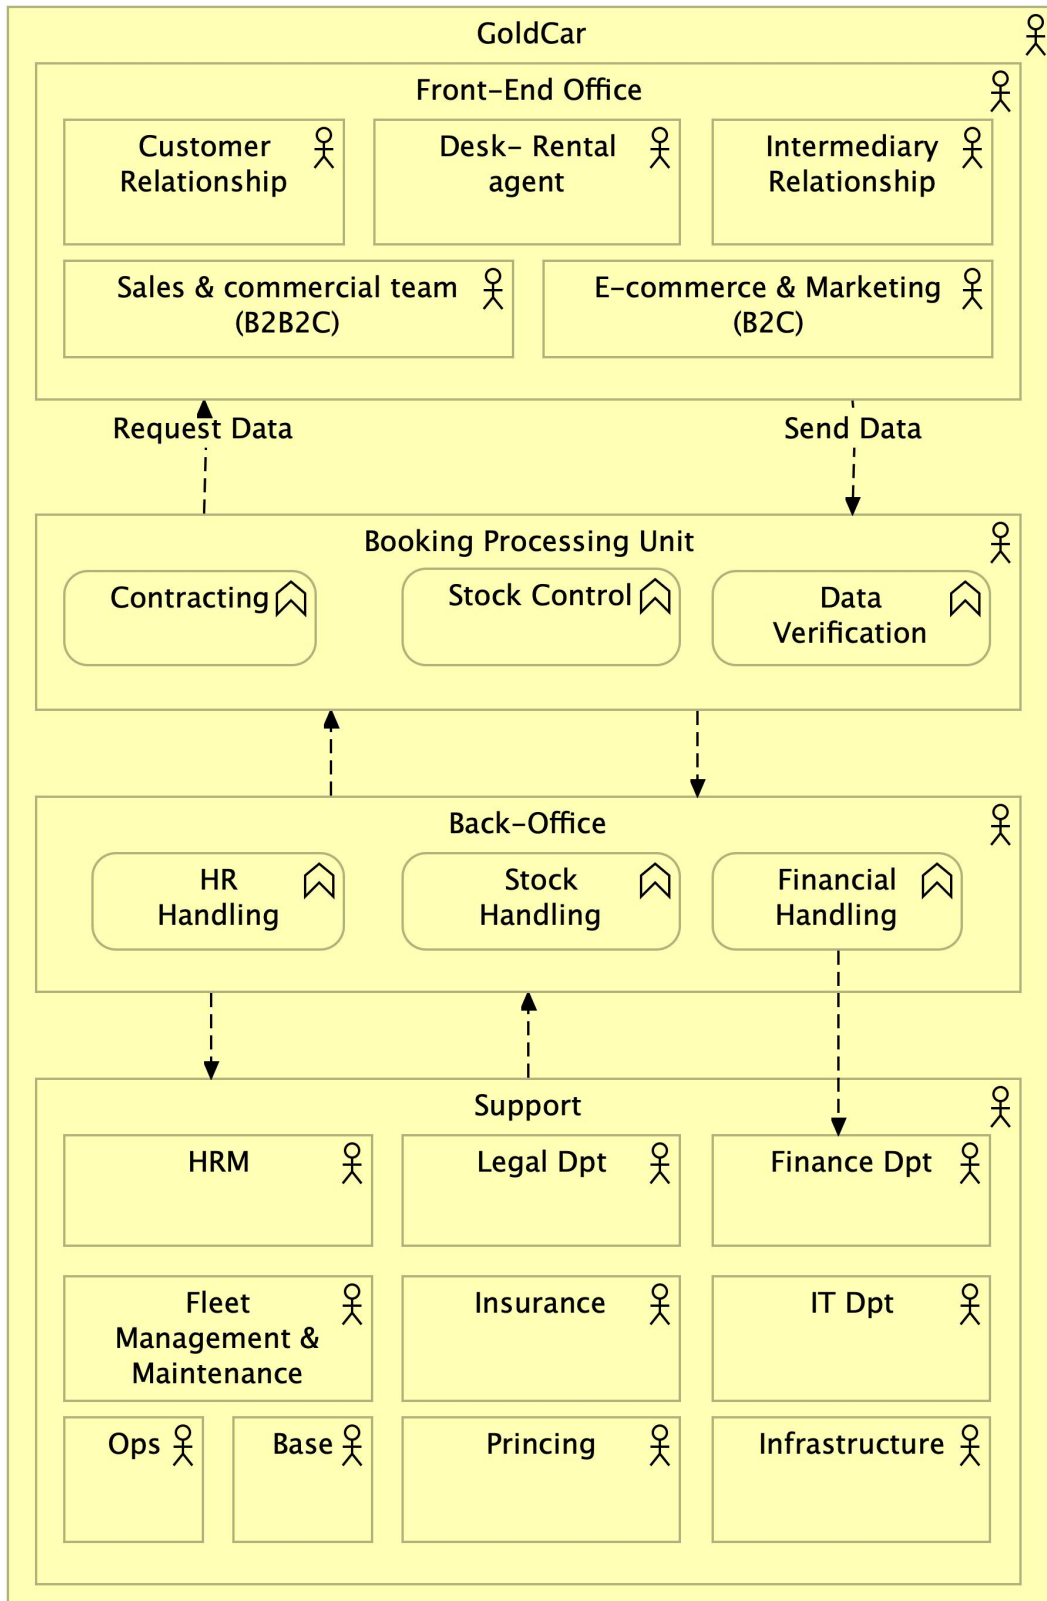 GoldCar
Front-End Office
Customer
Relationship
Desk- Rental
agent
Intermediary
Relationship
Sales & commercial team
(B2B2C)
E-commerce & Marketing
(B2C)
Request Data
Send Data
Booking Processing Unit
Contracting
Stock Control
Data
Verification
Back-Office
HR
Handling
Stock
Handling
Financial
Handling
Support
HRM
Legal Dpt
Finance Dpt
Fleet
Management &
Maintenance
Insurance
IT Dpt
Ops
Base
Princing
Infrastructure